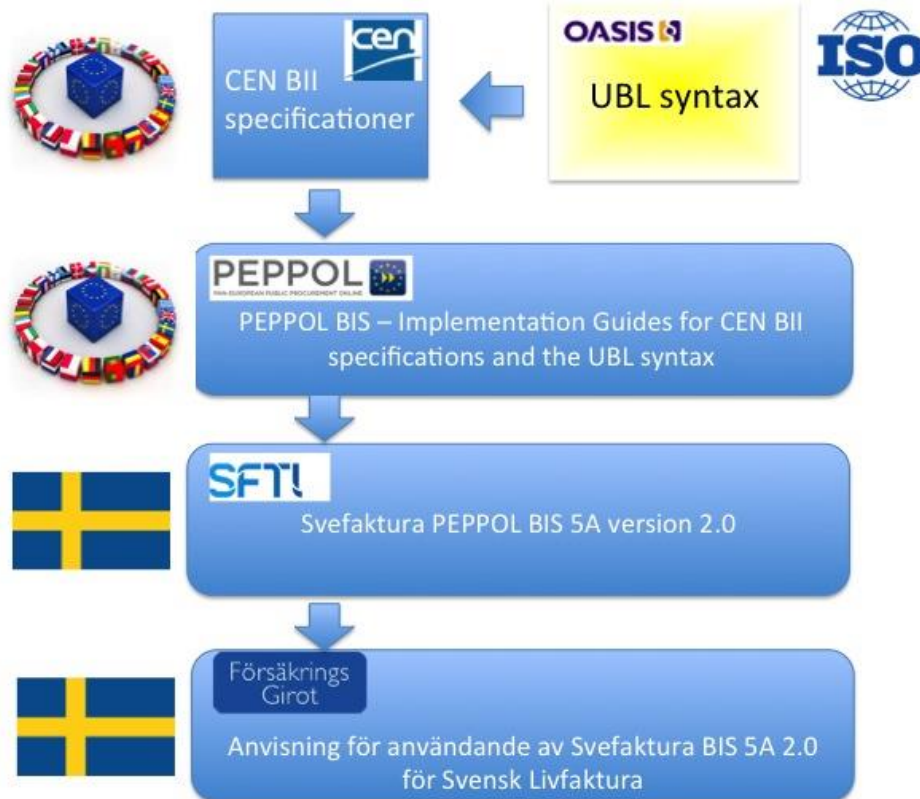 cen
CEN BII
specificationer
OASIS
UBL syntax
ISO
PEPPOL
PAN-EUROPEAN PUBLIC PROCUREMENT ONLINE
PEPPOL BIS – Implementation Guides for CEN BII
specifications and the UBL syntax
SFTI
Svefaktura PEPPOL BIS 5A version 2.0
Försäkrings
Girot
Anvisning för användande av Svefaktura BIS 5A 2.0
för Svensk Livfaktura